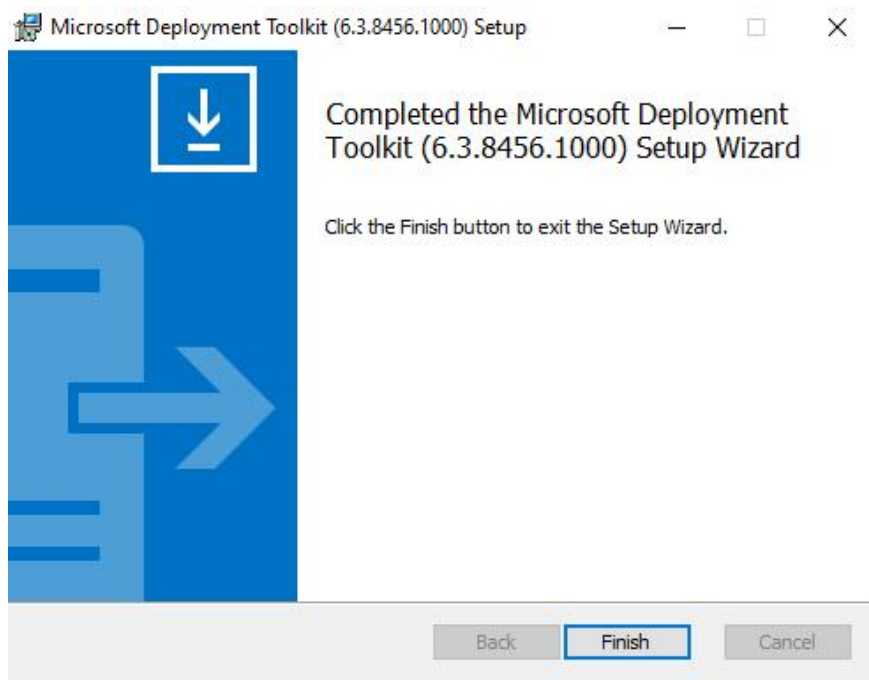 Microsoft Deployment Toolkit (6.3.8456.1000) Setup
Completed the Microsoft Deployment
Toolkit (6.3.8456.1000) Setup Wizard
Click the Finish button to exit the Setup Wizard.
Back Finish Cancel